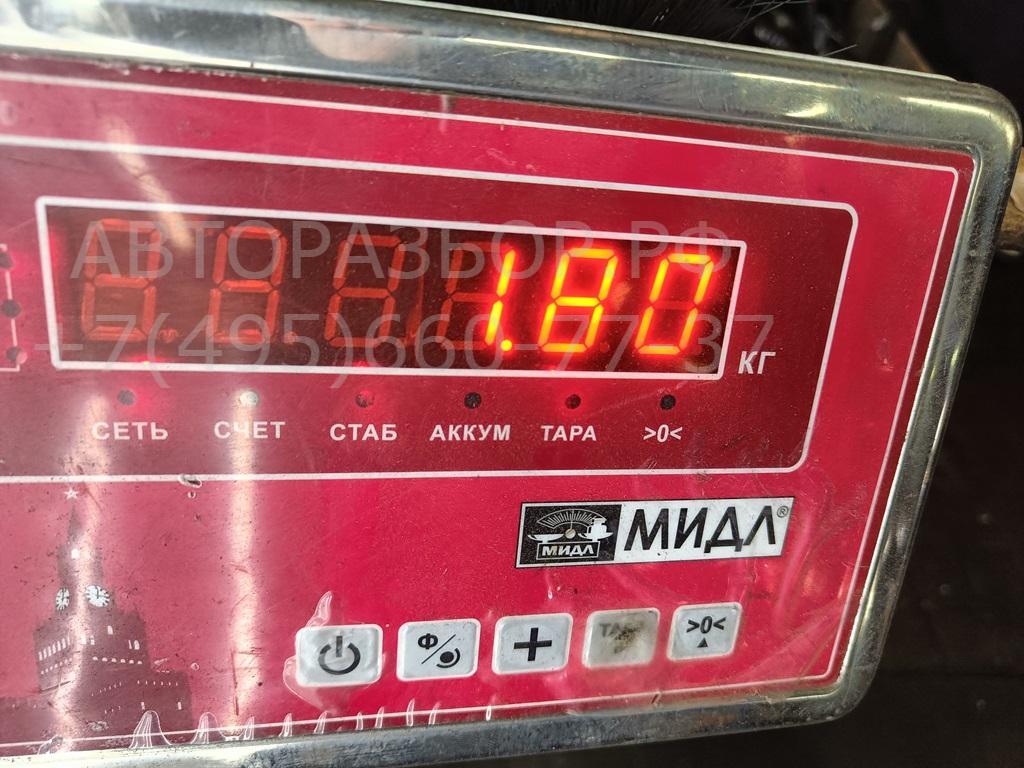 АВТОРАЗБОР.РФ
+7(495)660-77-37
1.80
КГ
СЕТЬ СЧЕТ СТАБ АККУМ ТАРА >0<
МИДЛ МИДЛ®
Ф/ + ТАРА >0<